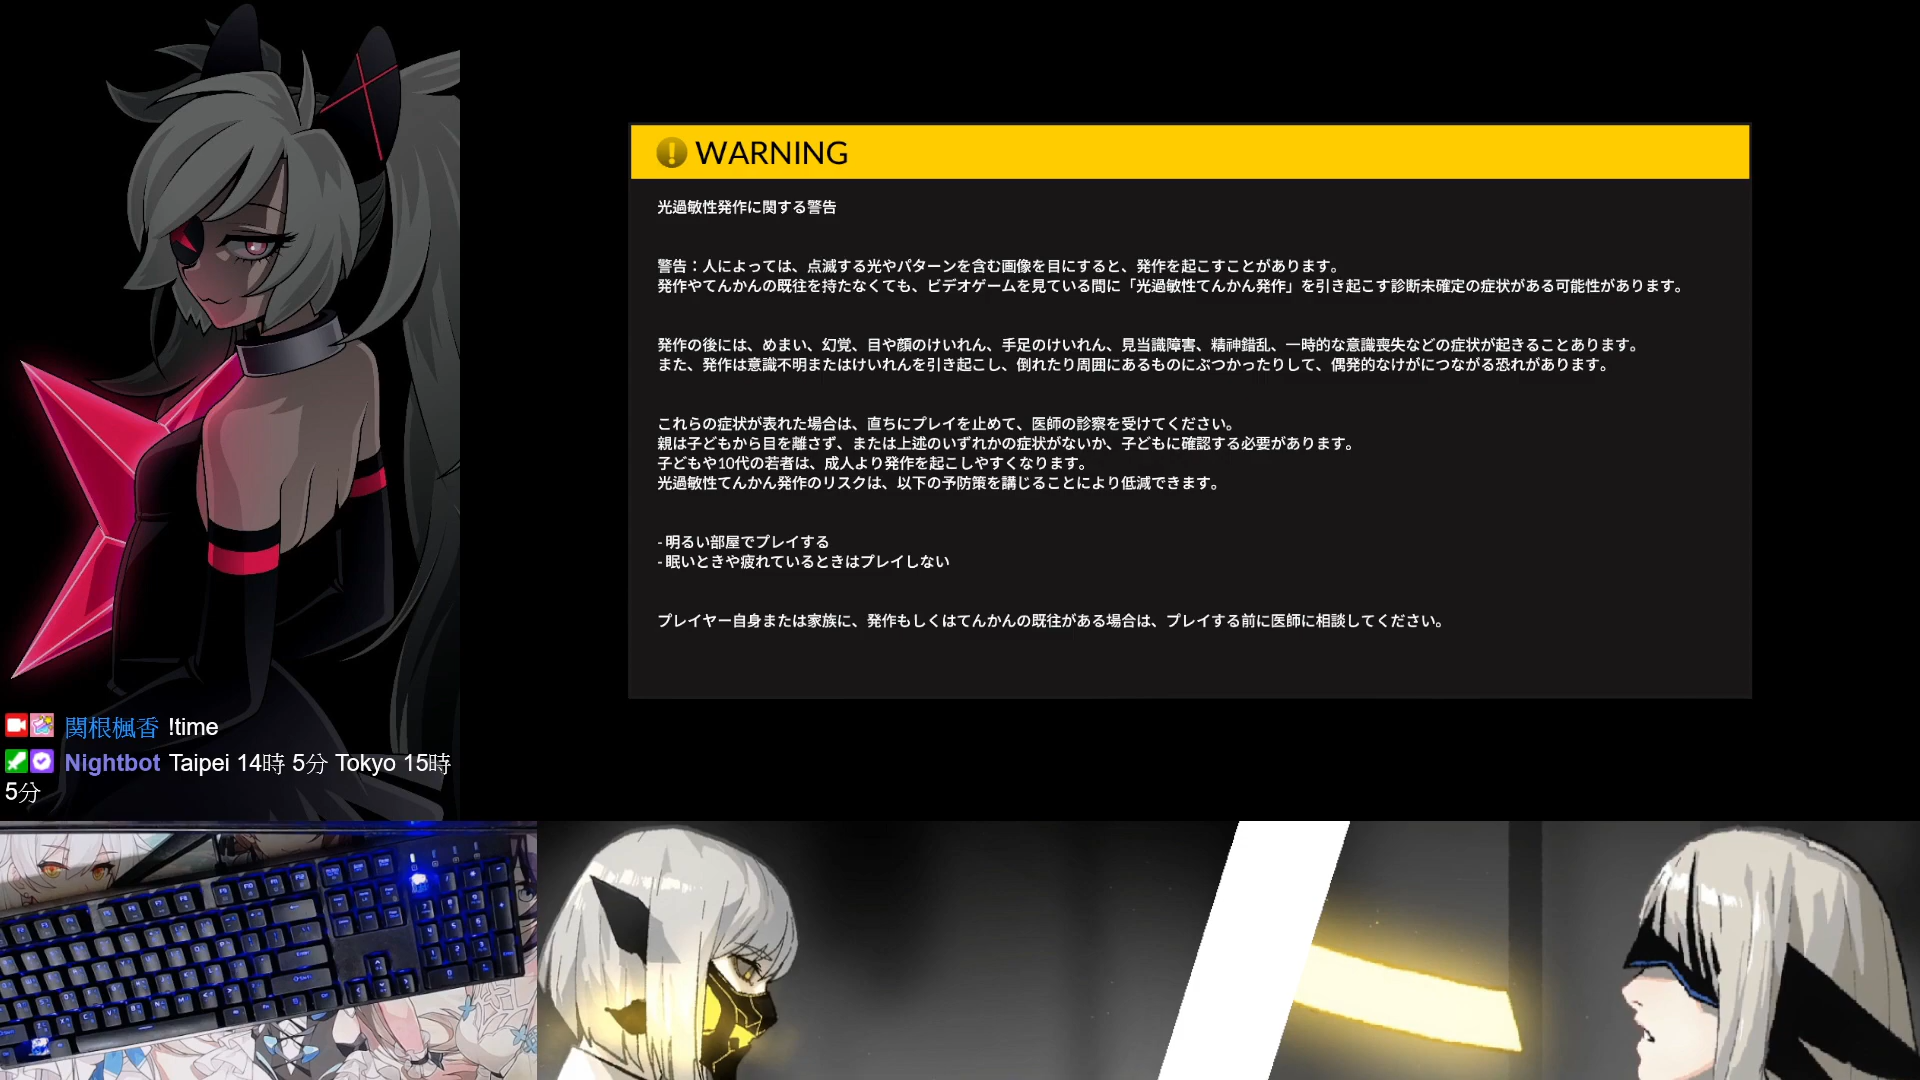 WARNING
光過敏性発作に関する警告
警告：人によっては、点滅する光やパターンを含む画像を目にすると、発作を起こすことがあります。
発作やてんかんの既往を持たなくても、ビデオゲームを見ている間に「光過敏性てんかん発作」を引き起こす診断未確定の症状がある可能性があります。
発作の後には、めまい、幻覚、目や顔のけいれん、手足のけいれん、見当識障害、精神錯乱、一時的な意識喪失などの症状が起きることあります。
また、発作は意識不明またはけいれんを引き起こし、倒れたり周囲にあるものにぶつかったりして、偶発的なけがにつながる恐れがあります。
これらの症状が表れた場合は、直ちにプレイを止めて、医師の診察を受けてください。
親は子どもから目を離さず、または上述のいずれかの症状がないか、子どもに確認する必要があります。
子どもや10代の若者は、成人より発作を起こしやすくなります。
光過敏性てんかん発作のリスクは、以下の予防策を講じることにより低減できます。
- 明るい部屋でプレイする
- 眠いときや疲れているときはプレイしない
プレイヤー自身または家族に、発作もしくはてんかんの既往がある場合は、プレイする前に医師に相談してください。
関根楓香 !time
Nightbot Taipei 14時 5分 Tokyo 15時
5分